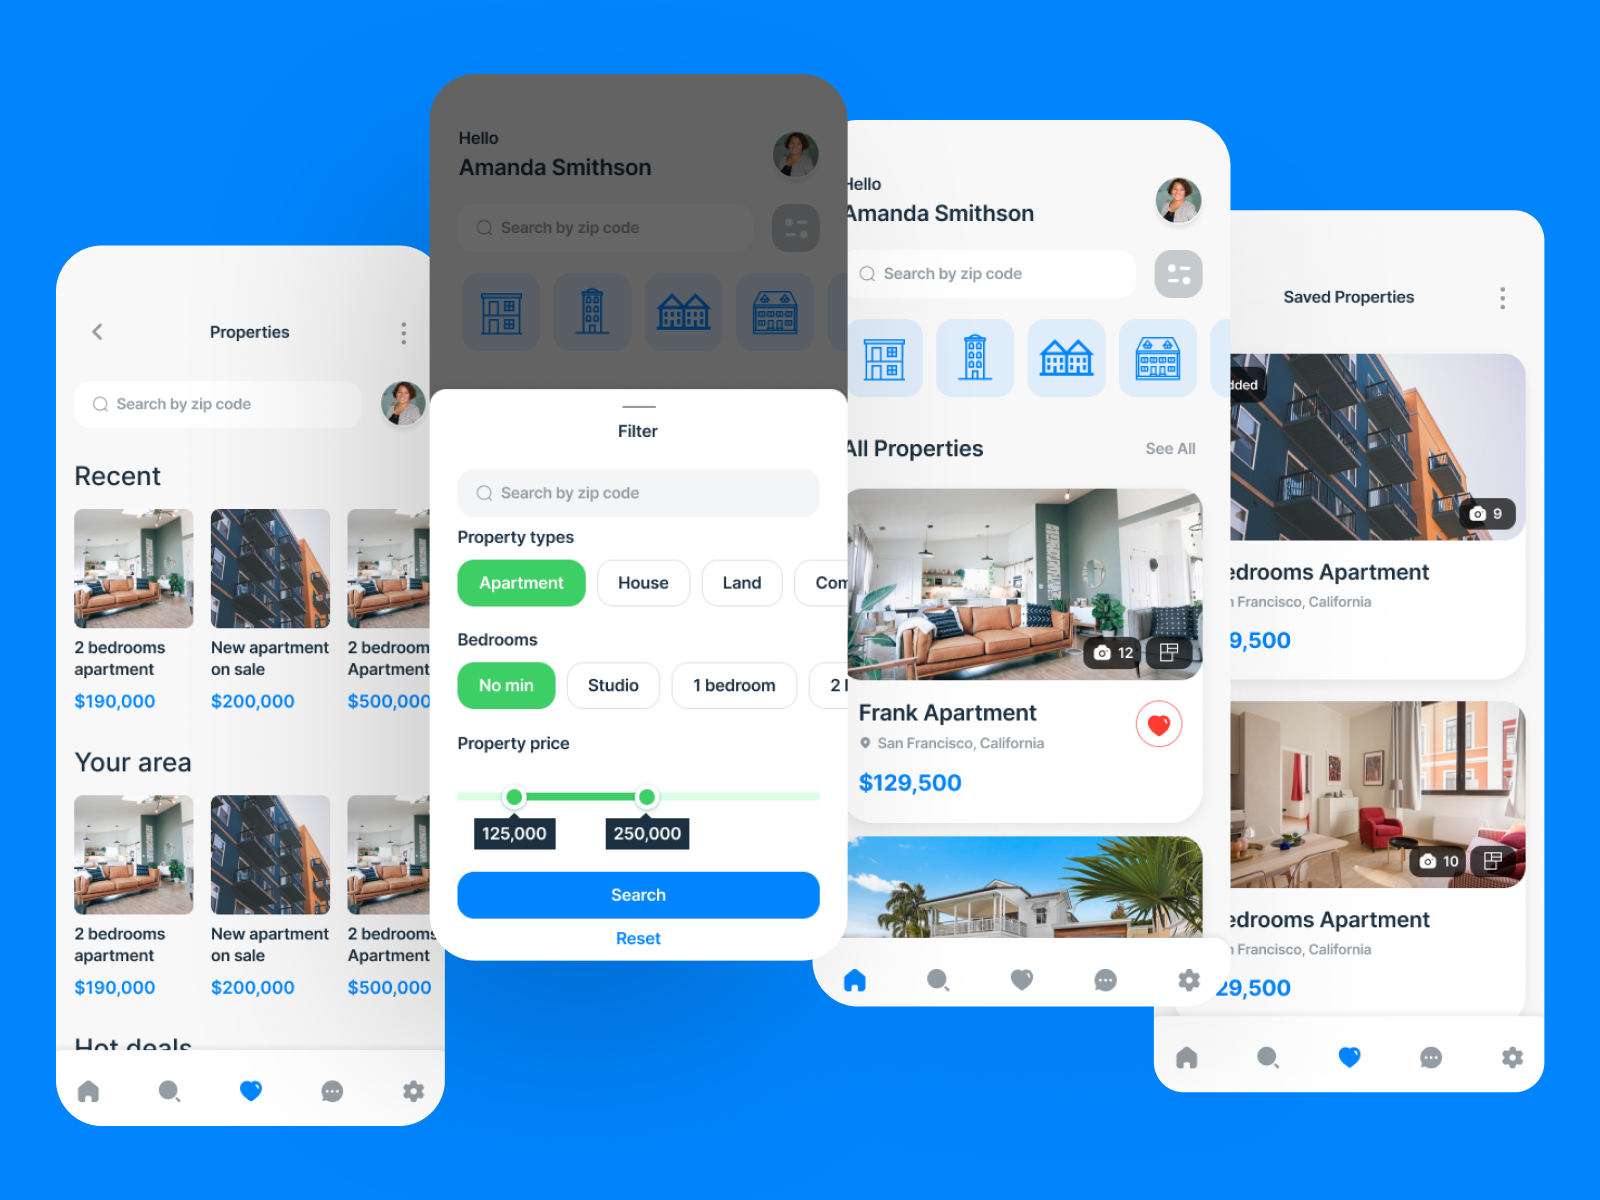 Properties
Search by zip code
Recent
2 bedrooms
apartment
$190,000
New apartment
on sale
$200,000
2 bedroom
Apartment
$500,000
Your area
2 bedrooms
apartment
$190,000
New apartment
on sale
$200,000
2 bedrooms
Apartment
$500,000
Hot deals
Hello
Amanda Smithson
Search by zip code
Filter
Search by zip code
Property types
Apartment
House
Land
Com
Bedrooms
No min
Studio
1 bedroom
2
Property price
125,000
250,000
Search
Reset
Hello
Amanda Smithson
Search by zip code
All Properties
See All
12
Frank Apartment
San Francisco, California
$129,500
Saved Properties
dded
9
edrooms Apartment
n Francisco, California
9,500
10
edrooms Apartment
n Francisco, California
29,500